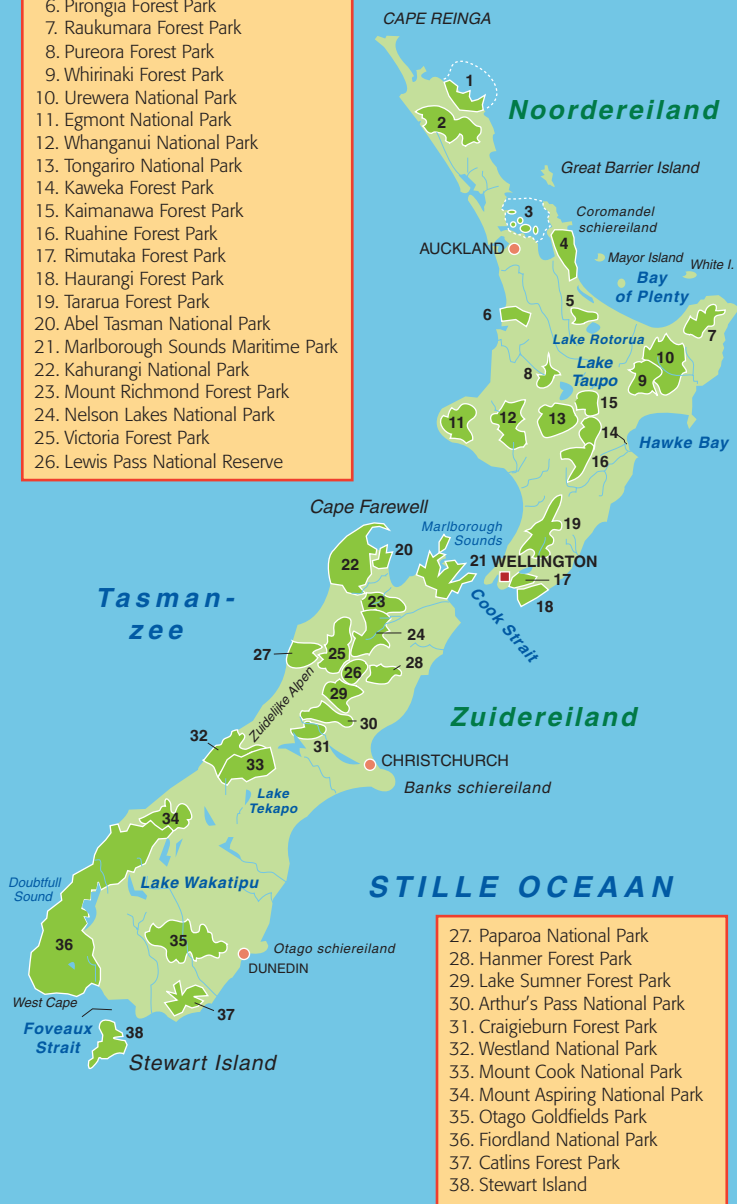 6. Pirongia Forest Park
7. Raukumara Forest Park
8. Pureora Forest Park
9. Whirinaki Forest Park
10. Urewera National Park
11. Egmont National Park
12. Whanganui National Park
13. Tongariro National Park
14. Kaweka Forest Park
15. Kaimanawa Forest Park
16. Ruahine Forest Park
17. Rimutaka Forest Park
18. Haurangi Forest Park
19. Tararua Forest Park
20. Abel Tasman National Park
21. Marlborough Sounds Maritime Park
22. Kahurangi National Park
23. Mount Richmond Forest Park
24. Nelson Lakes National Park
25. Victoria Forest Park
26. Lewis Pass National Reserve
CAPE REINGA
1
Noordereiland
2
Great Barrier Island
3
Coromandel
schiereiland
AUCKLAND
4
Mayor Island
White I.
Bay
of Plenty
5
6
7
Lake Rotorua
10
Lake
Taupo
8
9
15
11
12
13
14
Hawke Bay
16
Cape Farewell
19
Marlborough
Sounds
20
22
21
WELLINGTON
17
18
Cook Strait
Tasman-
zee
23
24
27
25
28
26
Zuidelijke Alpen
29
30
Zuidereiland
31
32
33
CHRISTCHURCH
Banks schiereiland
Lake
Tekapo
34
Doubtfull
Sound
Lake Wakatipu
STILLE OCEAAN
36
35
Otago schiereiland
DUNEDIN
West Cape
37
Foveaux
Strait
38
Stewart Island
27. Paparoa National Park
28. Hanmer Forest Park
29. Lake Sumner Forest Park
30. Arthur's Pass National Park
31. Craigieburn Forest Park
32. Westland National Park
33. Mount Cook National Park
34. Mount Aspiring National Park
35. Otago Goldfields Park
36. Fiordland National Park
37. Catlins Forest Park
38. Stewart Island